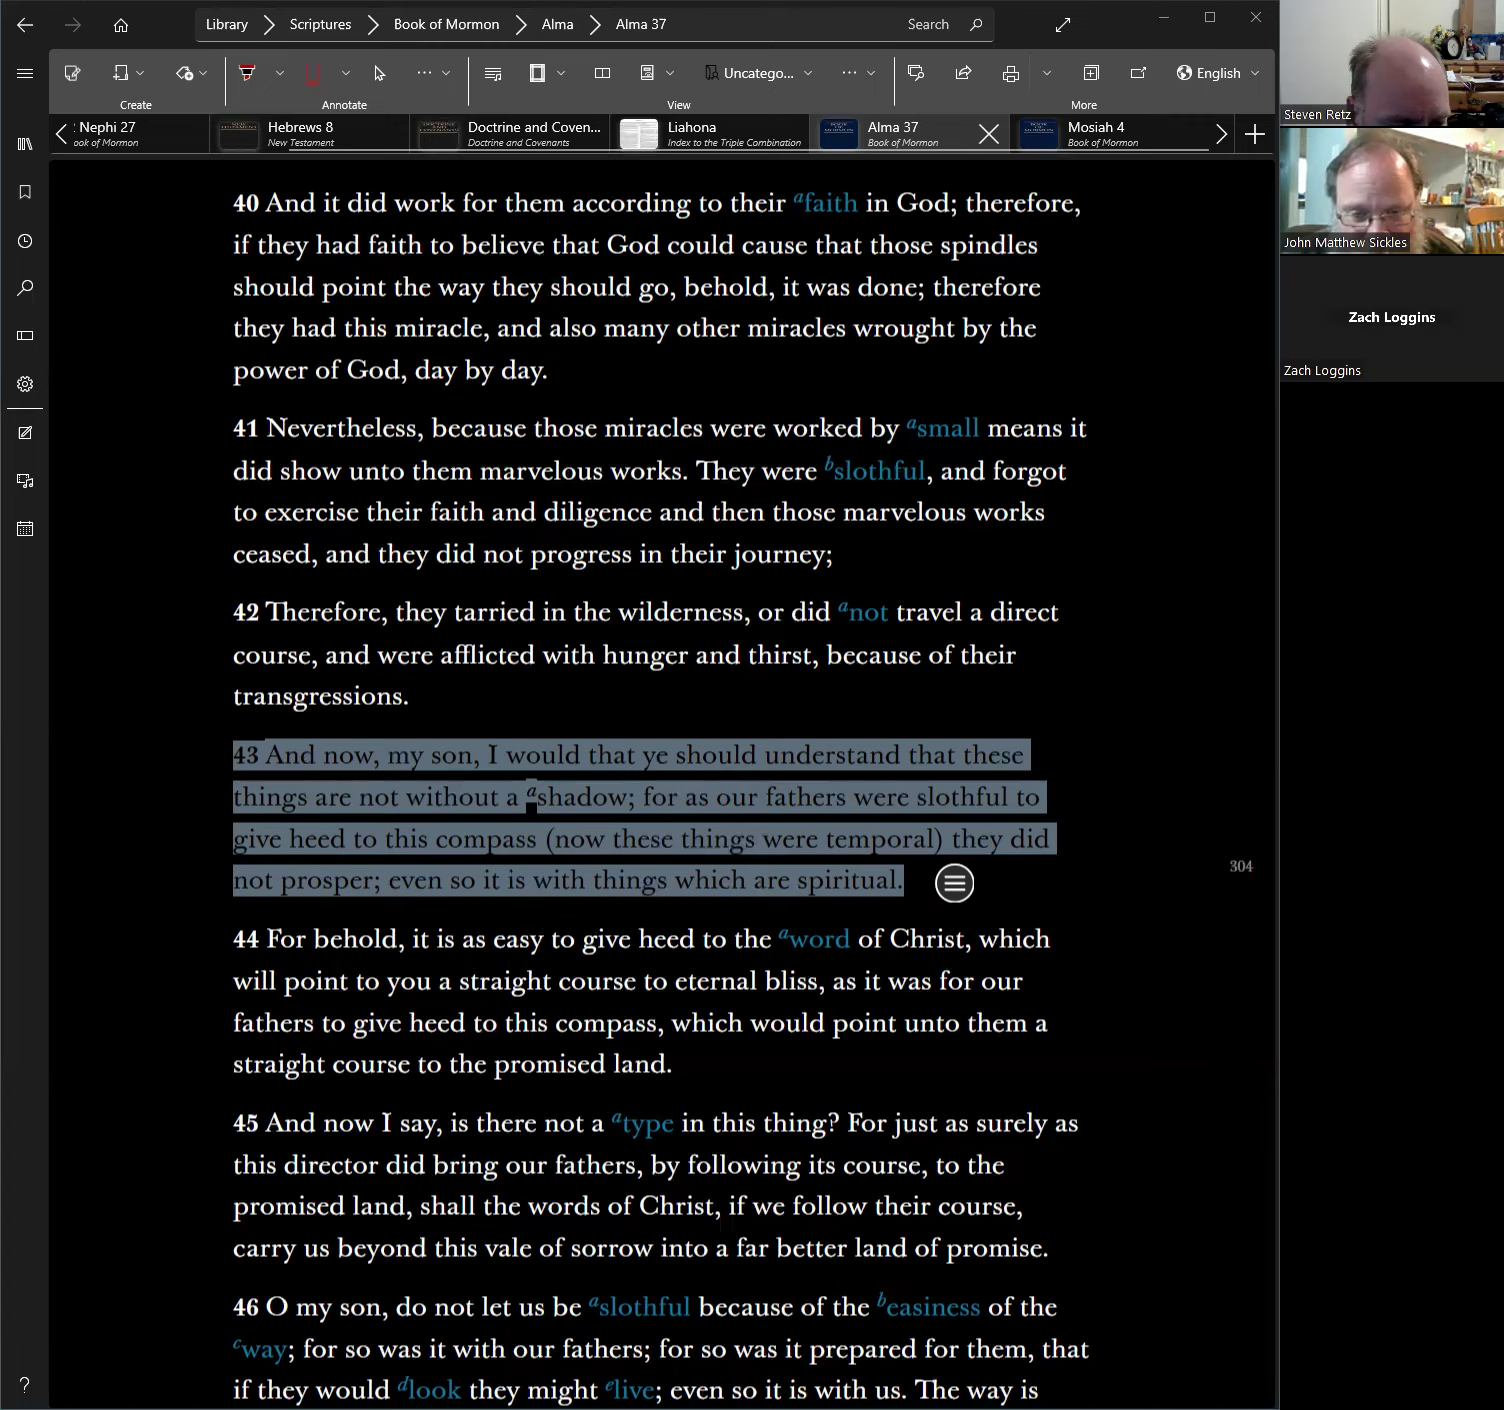 Library
Scriptures
Book of Mormon
Alma
Alma 37
Search
Uncatego...
English
Create
Annotate
View
More
: Nephi 27
ook of Mormon
Hebrews 8
New Testament
Doctrine and Coven...
Doctrine and Covenants
Liahona
Index to the Triple Combination
Alma 37
Book of Mormon
Mosiah 4
Book of Mormon
40 And it did work for them according to their a faith in God; therefore,
if they had faith to believe that God could cause that those spindles
should point the way they should go, behold, it was done; therefore
they had this miracle, and also many other miracles wrought by the
power of God, day by day.
41 Nevertheless, because those miracles were worked by a small means it
did show unto them marvelous works. They were b slothful, and forgot
to exercise their faith and diligence and then those marvelous works
ceased, and they did not progress in their journey;
42 Therefore, they tarried in the wilderness, or did a not travel a direct
course, and were afflicted with hunger and thirst, because of their
transgressions.
43 And now, my son, I would that ye should understand that these
things are not without a a shadow; for as our fathers were slothful to
give heed to this compass (now these things were temporal) they did
not prosper; even so it is with things which are spiritual.
304
44 For behold, it is as easy to give heed to the a word of Christ, which
will point to you a straight course to eternal bliss, as it was for our
fathers to give heed to this compass, which would point unto them a
straight course to the promised land.
45 And now I say, is there not a a type in this thing? For just as surely as
this director did bring our fathers, by following its course, to the
promised land, shall the words of Christ, if we follow their course,
carry us beyond this vale of sorrow into a far better land of promise.
46 O my son, do not let us be a slothful because of the b easiness of the
c way; for so was it with our fathers; for so was it prepared for them, that
if they would d look they might e live; even so it is with us. The way is
Steven Retz
John Matthew Sickles
Zach Loggins
Zach Loggins